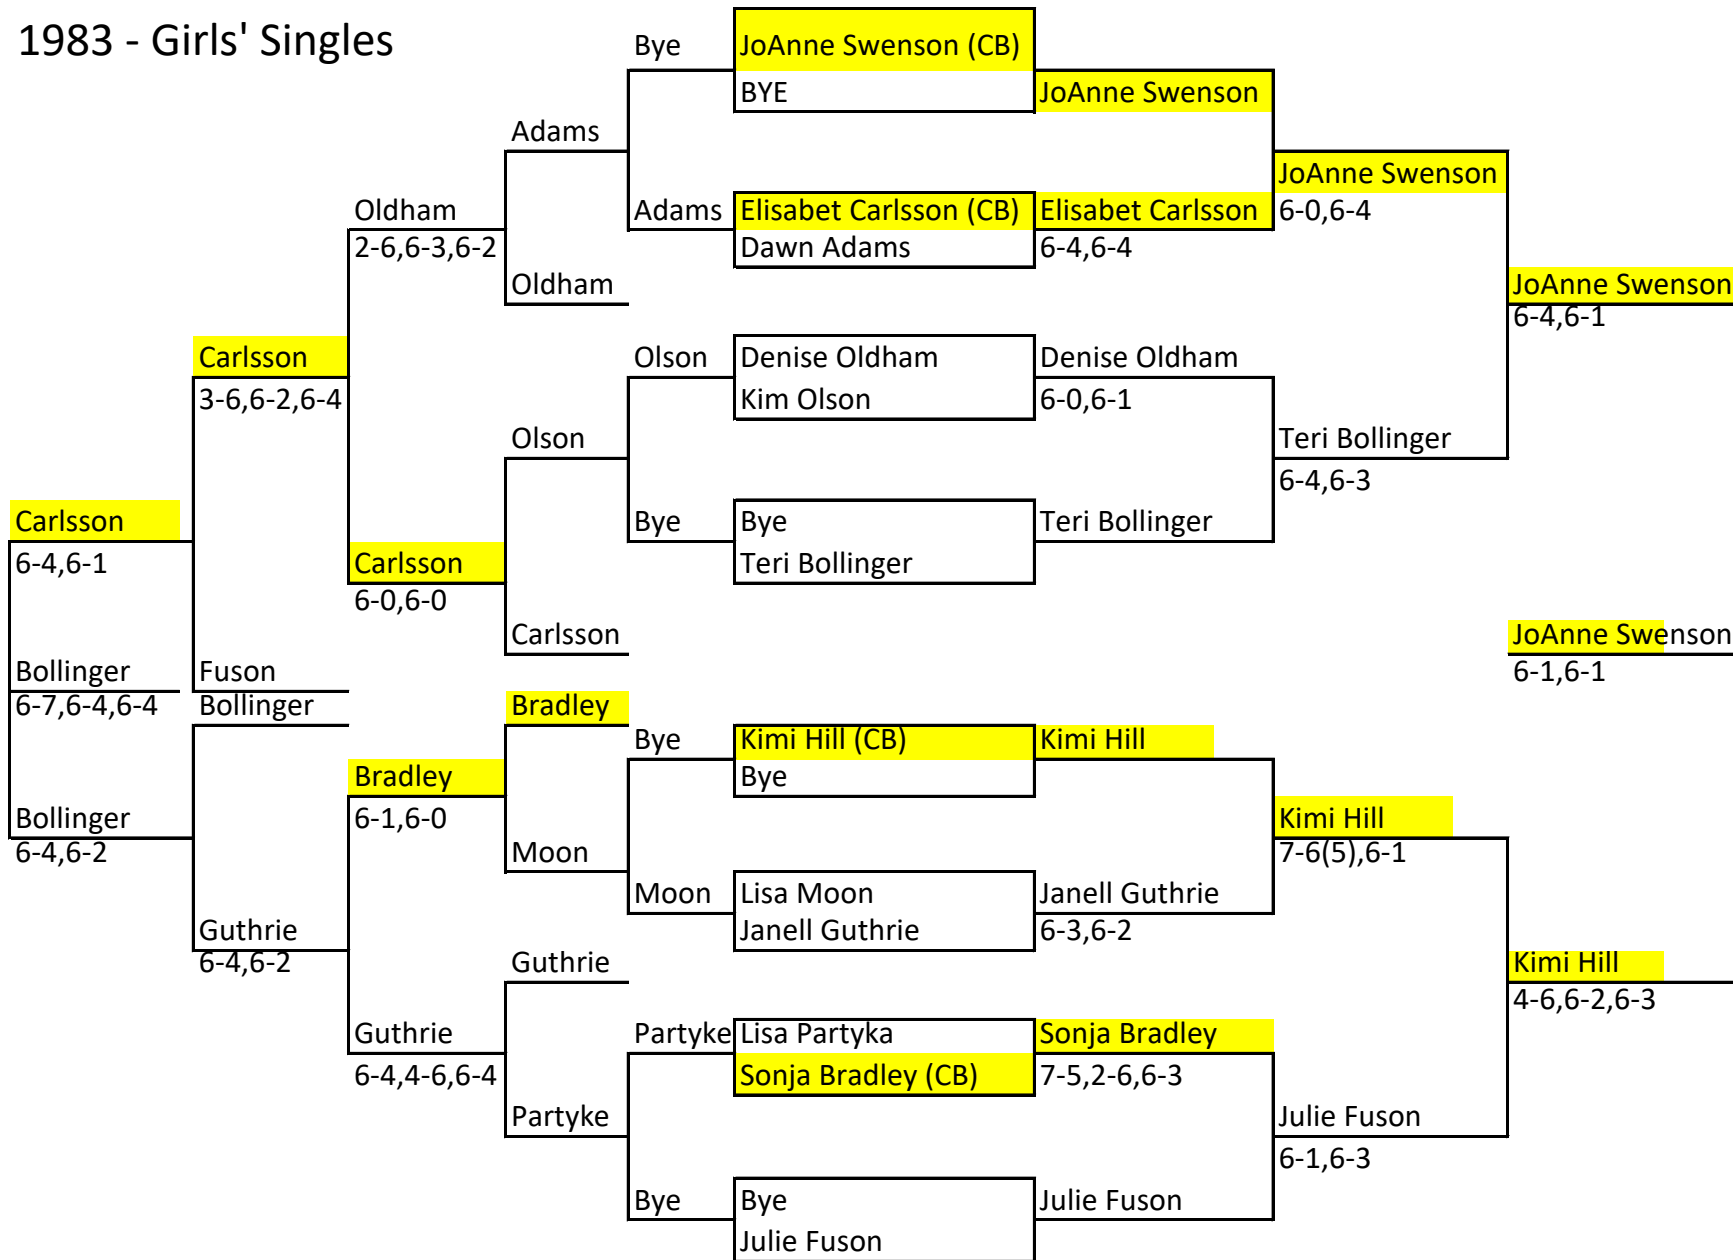 1983 - Girls' Singles
Bye
JoAnne Swenson (CB)
BYE
JoAnne Swenson
Adams
JoAnne Swenson
6-0,6-4
Oldham
2-6,6-3,6-2
Adams
Elisabet Carlsson (CB)
Dawn Adams
Elisabet Carlsson
6-4,6-4
Oldham
JoAnne Swenson
6-4,6-1
Carlsson
3-6,6-2,6-4
Olson
Denise Oldham
Kim Olson
Denise Oldham
6-0,6-1
Olson
Teri Bollinger
6-4,6-3
Carlsson
6-4,6-1
Bye
Bye
Teri Bollinger
Teri Bollinger
Carlsson
6-0,6-0
Carlsson
JoAnne Swenson
6-1,6-1
Bollinger
6-7,6-4,6-4
Fuson
Bollinger
Bradley
Bye
Kimi Hill (CB)
Bye
Kimi Hill
Bradley
6-1,6-0
Bollinger
6-4,6-2
Kimi Hill
7-6(5),6-1
Moon
Moon
Lisa Moon
Janell Guthrie
Janell Guthrie
6-3,6-2
Guthrie
6-4,6-2
Guthrie
Kimi Hill
4-6,6-2,6-3
Guthrie
6-4,4-6,6-4
Partyke
Lisa Partyka
Sonja Bradley (CB)
Sonja Bradley
7-5,2-6,6-3
Partyke
Julie Fuson
6-1,6-3
Bye
Bye
Julie Fuson
Julie Fuson